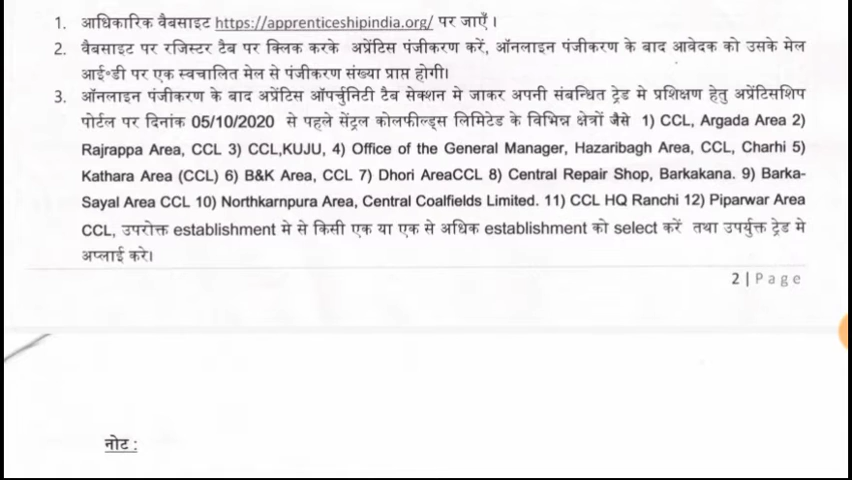 1. आधिकारिक वैबसाइट https://apprenticeshipindia.org/ पर जाएँ।
2. वैबसाइट पर रजिस्टर टैब पर क्लिक करके अप्रेंटिस पंजीकरण करें, ऑनलाइन पंजीकरण के बाद आवेदक को उसके मेल
आई॰डी पर एक स्वचालित मेल से पंजीकरण संख्या प्राप्त होगी।
3. ऑनलाइन पंजीकरण के बाद अप्रेंटिस ऑपर्चुनिटी टैब सेक्शन मे जाकर अपनी संबन्धित ट्रेड मे प्रशिक्षण हेतु अप्रेंटिसशिप
पोर्टल पर दिनांक 05/10/2020 से पहले सेंट्रल कोलफील्ड्स लिमिटेड के विभिन्न क्षेत्रों जैसे 1) CCL, Argada Area 2)
Rajrappa Area, CCL 3) CCL,KUJU, 4) Office of the General Manager, Hazaribagh Area, CCL, Charhi 5)
Kathara Area (CCL) 6) B&K Area, CCL 7) Dhori AreaCCL 8) Central Repair Shop, Barkakana. 9) Barka-
Sayal Area CCL 10) Northkarnpura Area, Central Coalfields Limited. 11) CCL HQ Ranchi 12) Piparwar Area
CCL, उपरोक्त establishment मे से किसी एक या एक से अधिक establishment को select करें तथा उपर्युक्त ट्रेड मे
अप्लाई करे।
2 | P a g e
नोट :